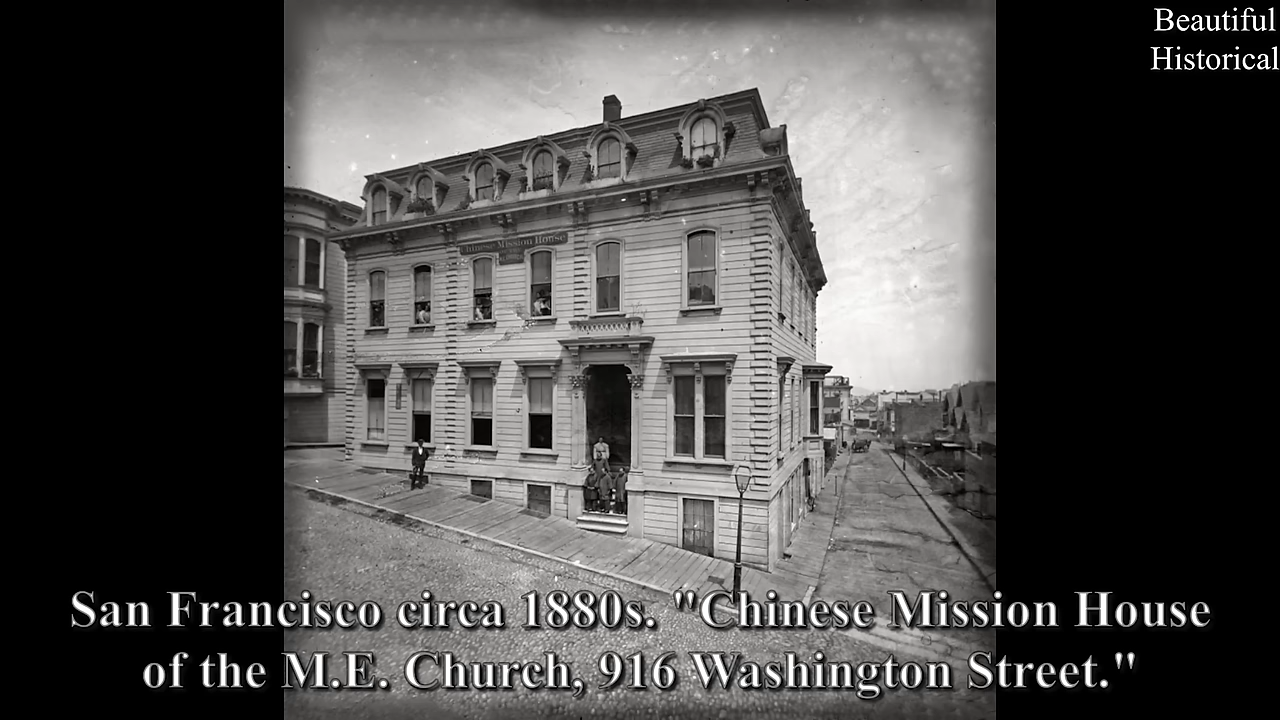 Beautiful
Historical
Chinese Mission House
San Francisco circa 1880s. "Chinese Mission House
of the M.E. Church, 916 Washington Street."